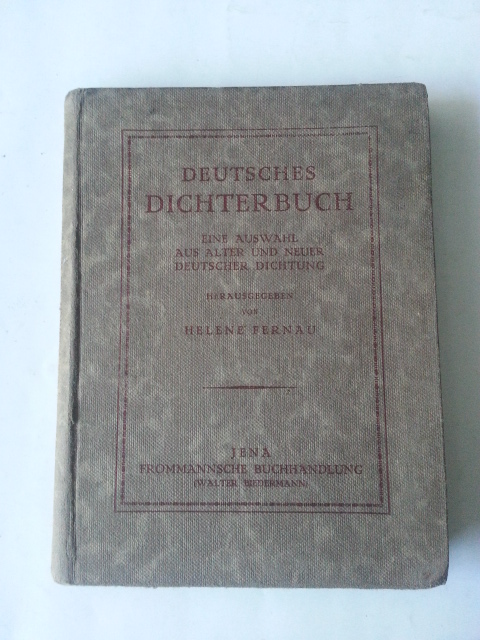 DEUTSCHES
DICHTERBUCH
EINE AUSWAHL
AUS ALTER UND NEUER
DEUTSCHER DICHTUNG
HERAUSGEGEBEN
VON
HELENE FERNAU
JENA
FROMMANNSCHE BUCHHANDLUNG
(WALTER BIEDERMANN)